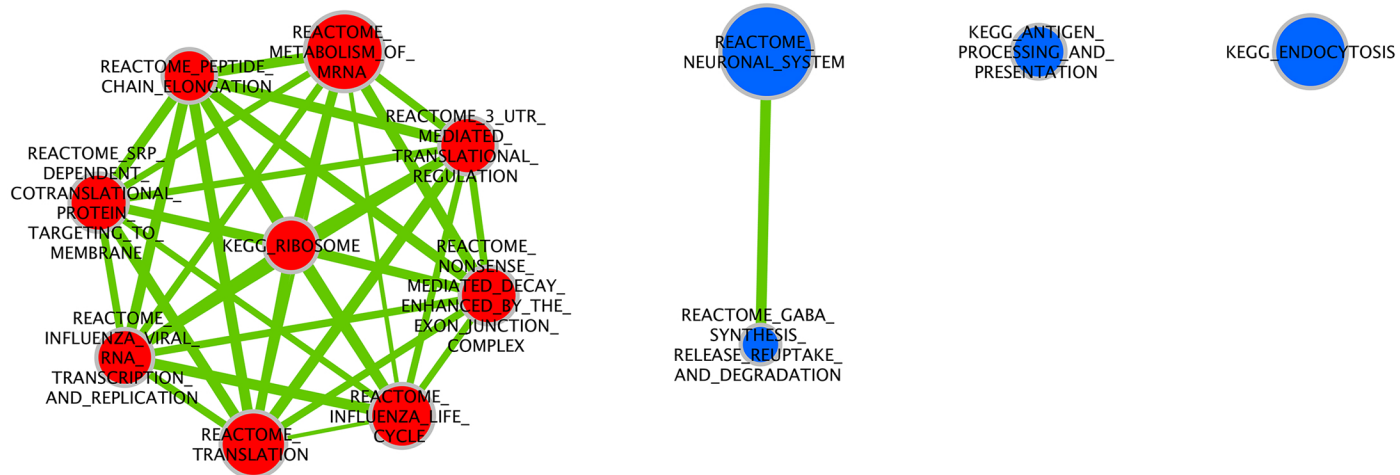 REACTOME_
METABOLISM_OF_
MRNA
REACTOME_PEPTIDE_
CHAIN_ELONGATION
REACTOME_3_UTR_
MEDIATED_
TRANSLATIONAL_
REGULATION
REACTOME_SRP_
DEPENDENT_
COTRANSLATIONAL_
PROTEIN_
TARGETING_TO_
MEMBRANE
KEGG_RIBOSOME
REACTOME_
NONSENSE_
MEDIATED_DECAY_
ENHANCED_BY_THE_
EXON_JUNCTION_
COMPLEX
REACTOME_
INFLUENZA_VIRAL_
RNA_
TRANSCRIPTION_
AND_REPLICATION
REACTOME_
INFLUENZA_LIFE_
CYCLE
REACTOME_
TRANSLATION
REACTOME_
NEURONAL_SYSTEM
REACTOME_GABA_
SYNTHESIS_
RELEASE_REUPTAKE_
AND_DEGRADATION
KEGG_ANTIGEN_
PROCESSING_AND_
PRESENTATION
KEGG_ENDOCYTOSIS